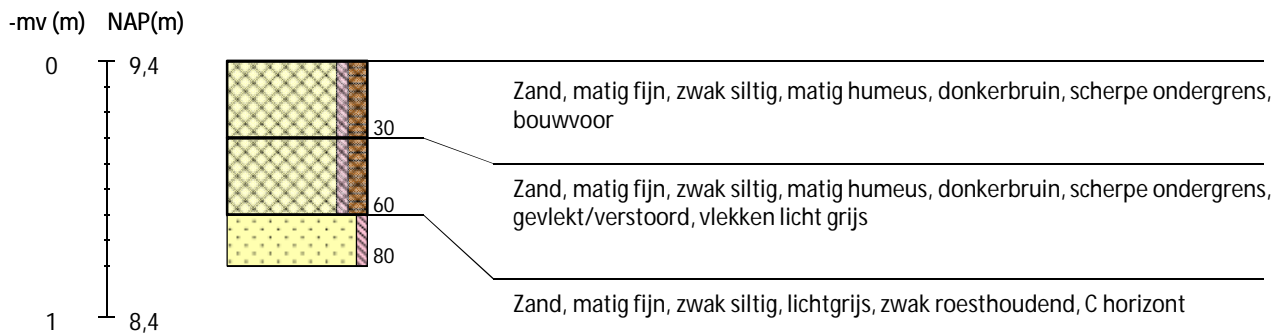 -mv (m) NAP(m)
0 9,4
Zand, matig fijn, zwak siltig, matig humeus, donkerbruin, scherpe ondergrens,
bouwvoor
30
Zand, matig fijn, zwak siltig, matig humeus, donkerbruin, scherpe ondergrens,
gevlekt/verstoord, vlekken licht grijs
60
80
Zand, matig fijn, zwak siltig, lichtgrijs, zwak roesthoudend, C horizont
1 8,4